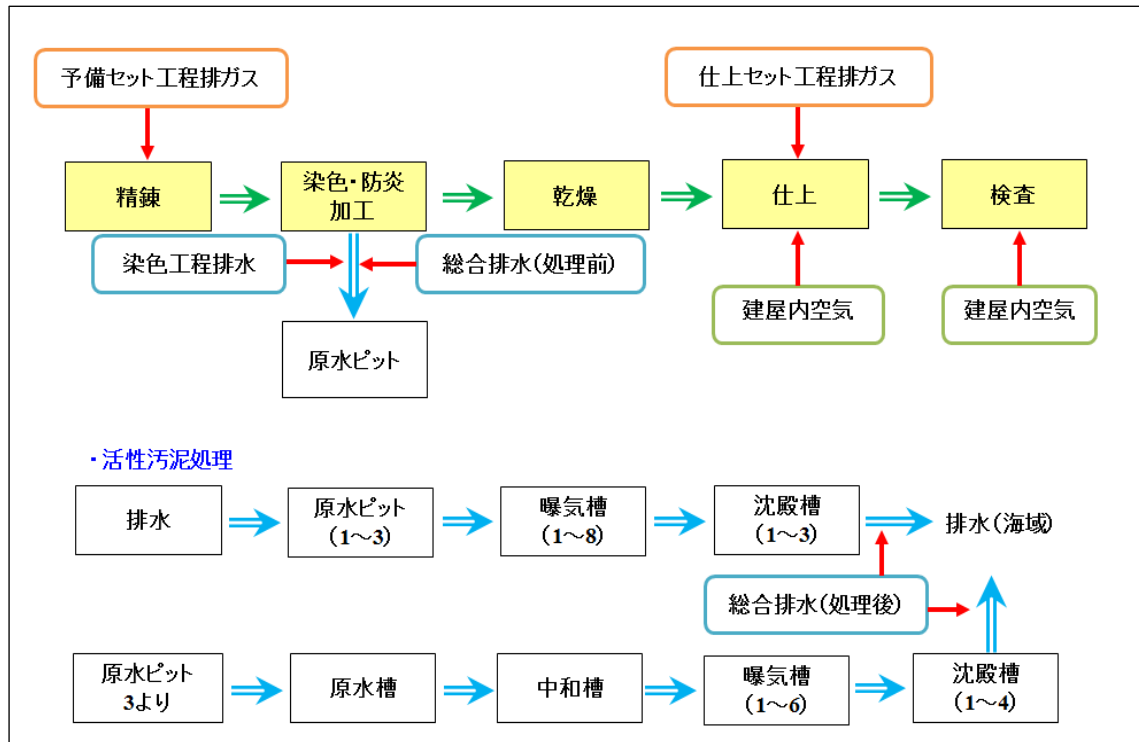 予備セット工程排ガス
仕上セット工程排ガス
精錬
染色・防炎
加工
乾燥
仕上
検査
染色工程排水
総合排水(処理前)
建屋内空気
建屋内空気
原水ピット
・活性汚泥処理
排水
原水ピット
(1～3)
曝気槽
(1～8)
沈殿槽
(1～3)
排水(海域)
総合排水(処理後)
原水ピット
3より
原水槽
中和槽
曝気槽
(1～6)
沈殿槽
(1～4)